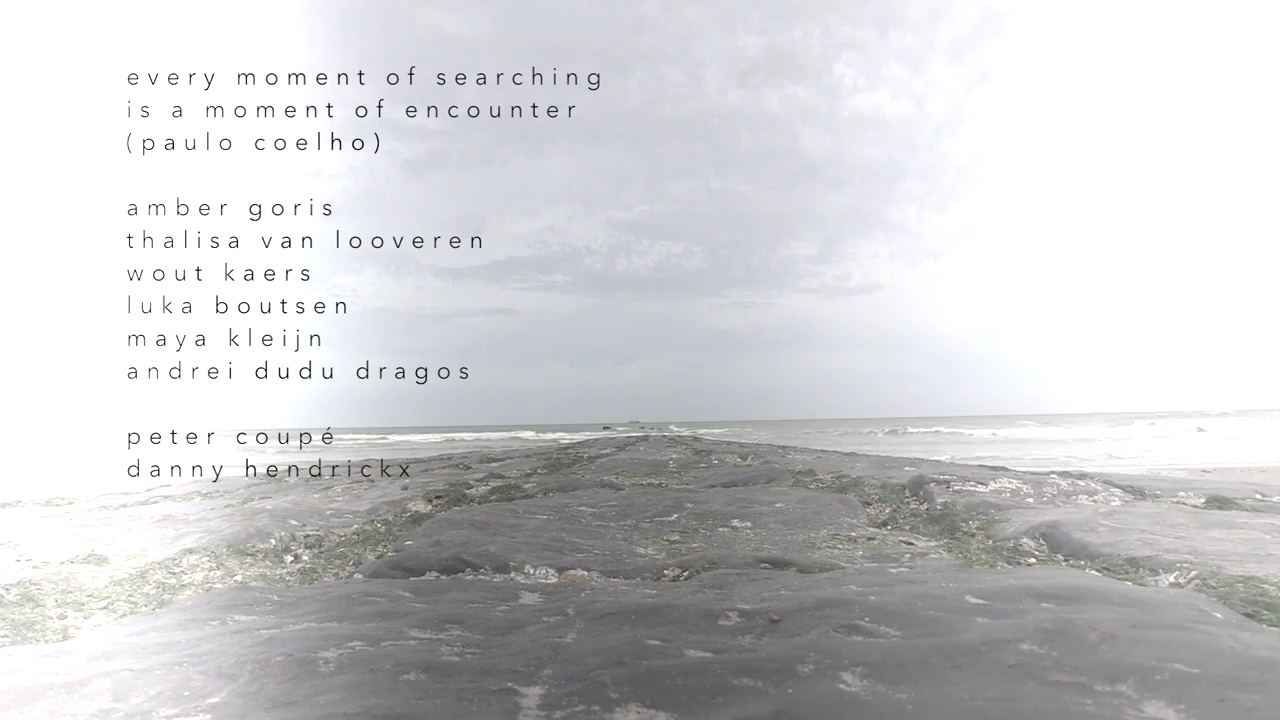 every moment of searching
is a moment of encounter
(paulo coelho)
amber goris
thalisa van looveren
wout kaers
luka boutsen
maya kleijn
andrei dudu dragos
peter coupé
danny hendrickx